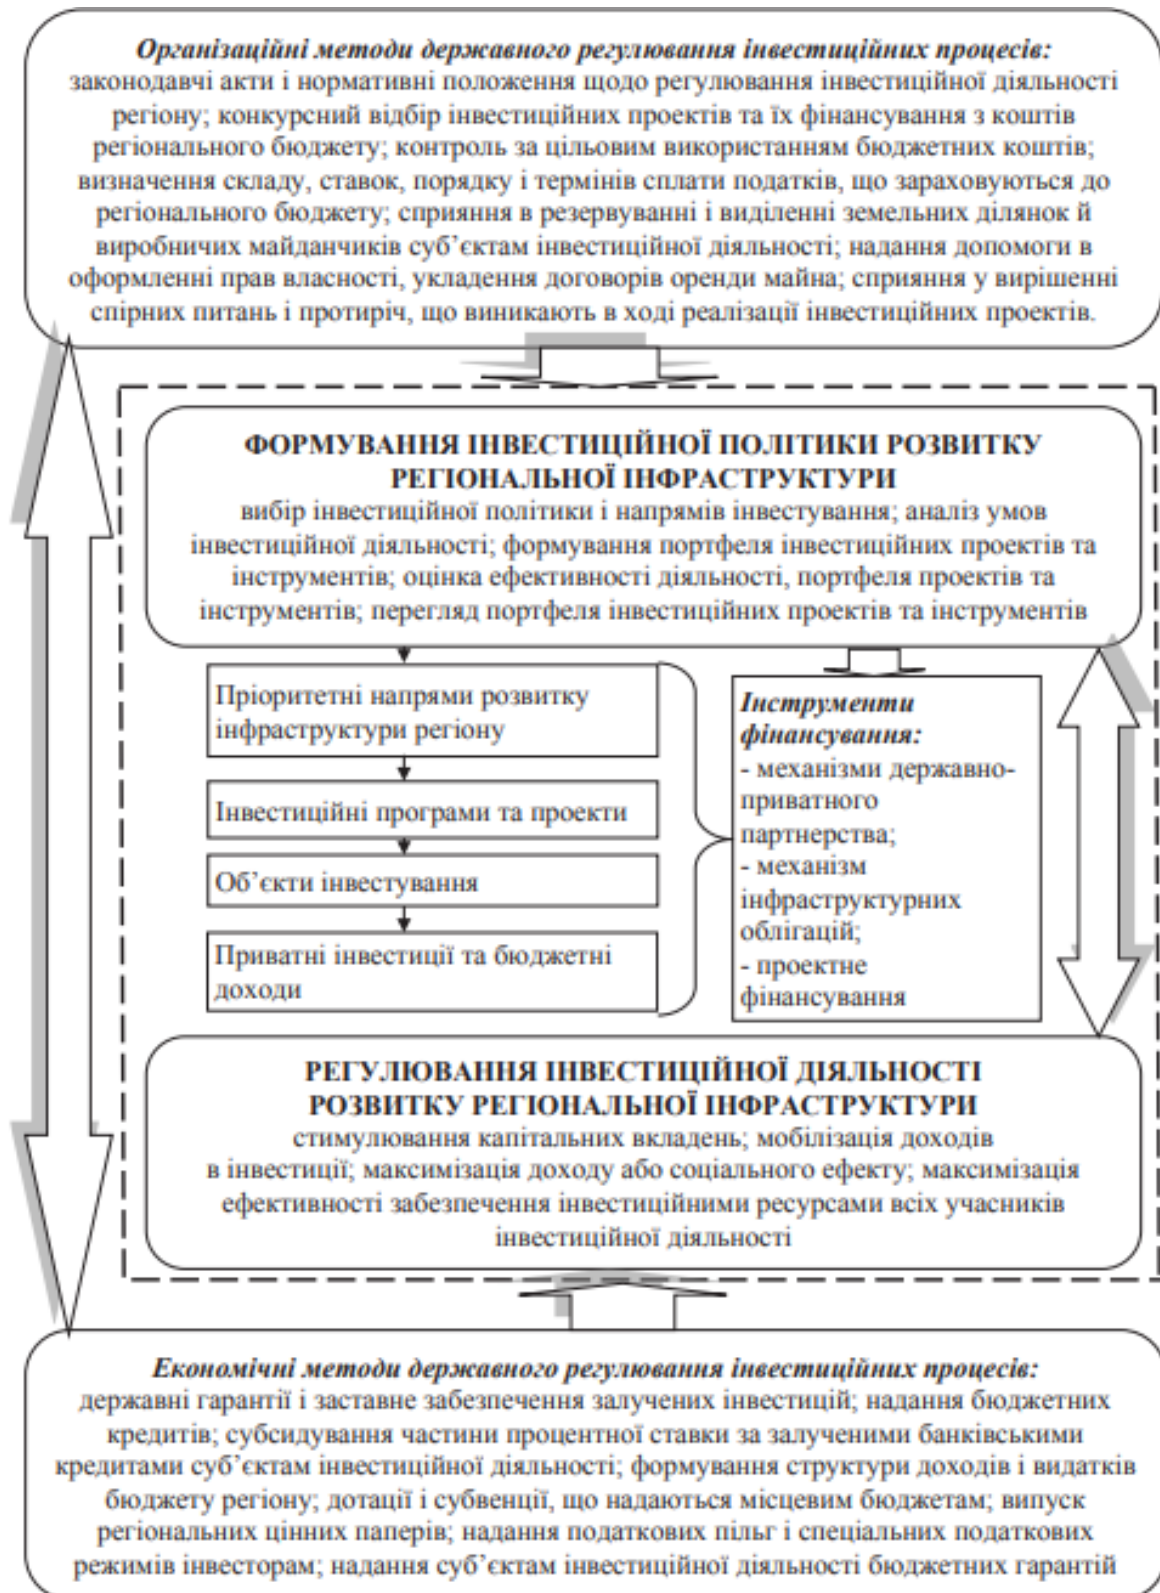 Організаційні методи державного регулювання інвестиційних процесів:
законодавчі акти і нормативні положення щодо регулювання інвестиційної діяльності
регіону; конкурсний відбір інвестиційних проектів та їх фінансування з коштів
регіонального бюджету; контроль за цільовим використанням бюджетних коштів;
визначення складу, ставок, порядку і термінів сплати податків, що зараховуються до
регіонального бюджету; сприяння в резервуванні і виділенні земельних ділянок й
виробничих майданчиків суб’єктам інвестиційної діяльності; надання допомоги в
оформленні прав власності, укладення договорів оренди майна; сприяння у вирішенні
спірних питань і протиріч, що виникають в ході реалізації інвестиційних проектів.
ФОРМУВАННЯ ІНВЕСТИЦІЙНОЇ ПОЛІТИКИ РОЗВИТКУ
РЕГІОНАЛЬНОЇ ІНФРАСТРУКТУРИ
вибір інвестиційної політики і напрямів інвестування; аналіз умов
інвестиційної діяльності; формування портфеля інвестиційних проектів та
інструментів; оцінка ефективності діяльності, портфеля проектів та
інструментів; перегляд портфеля інвестиційних проектів та інструментів
Пріоритетні напрями розвитку
інфраструктури регіону
Інвестиційні програми та проекти
Об’єкти інвестування
Приватні інвестиції та бюджетні
доходи
Інструменти
фінансування:
- механізми державно-
приватного
партнерства;
- механізм
інфраструктурних
облігацій;
- проектне
фінансування
РЕГУЛЮВАННЯ ІНВЕСТИЦІЙНОЇ ДІЯЛЬНОСТІ
РОЗВИТКУ РЕГІОНАЛЬНОЇ ІНФРАСТРУКТУРИ
стимулювання капітальних вкладень; мобілізація доходів
в інвестиції; максимізація доходу або соціального ефекту; максимізація
ефективності забезпечення інвестиційними ресурсами всіх учасників
інвестиційної діяльності
Економічні методи державного регулювання інвестиційних процесів:
державні гарантії і заставне забезпечення залучених інвестицій; надання бюджетних
кредитів; субсидування частини процентної ставки за залученими банківськими
кредитами суб’єктам інвестиційної діяльності; формування структури доходів і видатків
бюджету регіону; дотації і субвенції, що надаються місцевим бюджетам; випуск
регіональних цінних паперів; надання податкових пільг і спеціальних податкових
режимів інвесторам; надання суб’єктам інвестиційної діяльності бюджетних гарантій